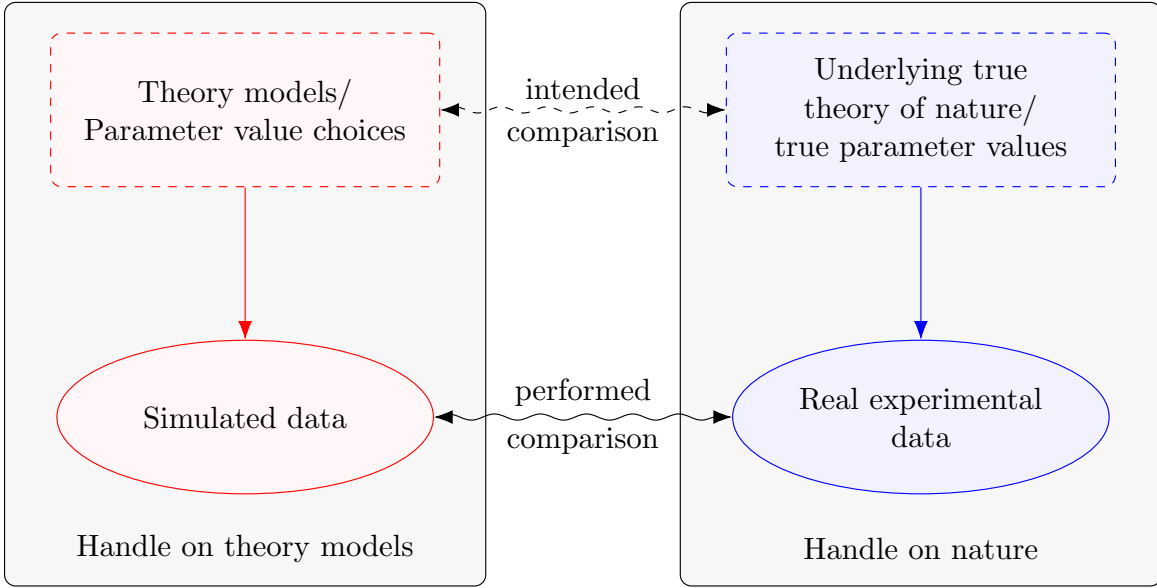 Theory models/
Parameter value choices
intended
comparison
Underlying true
theory of nature/
true parameter values
Simulated data
performed
comparison
Real experimental
data
Handle on theory models
Handle on nature